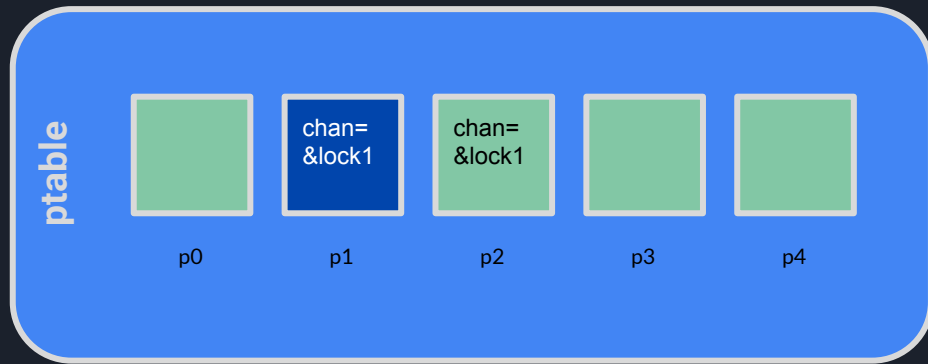 ptable
chan=
&lock1
chan=
&lock1
p0
p1
p2
p3
p4